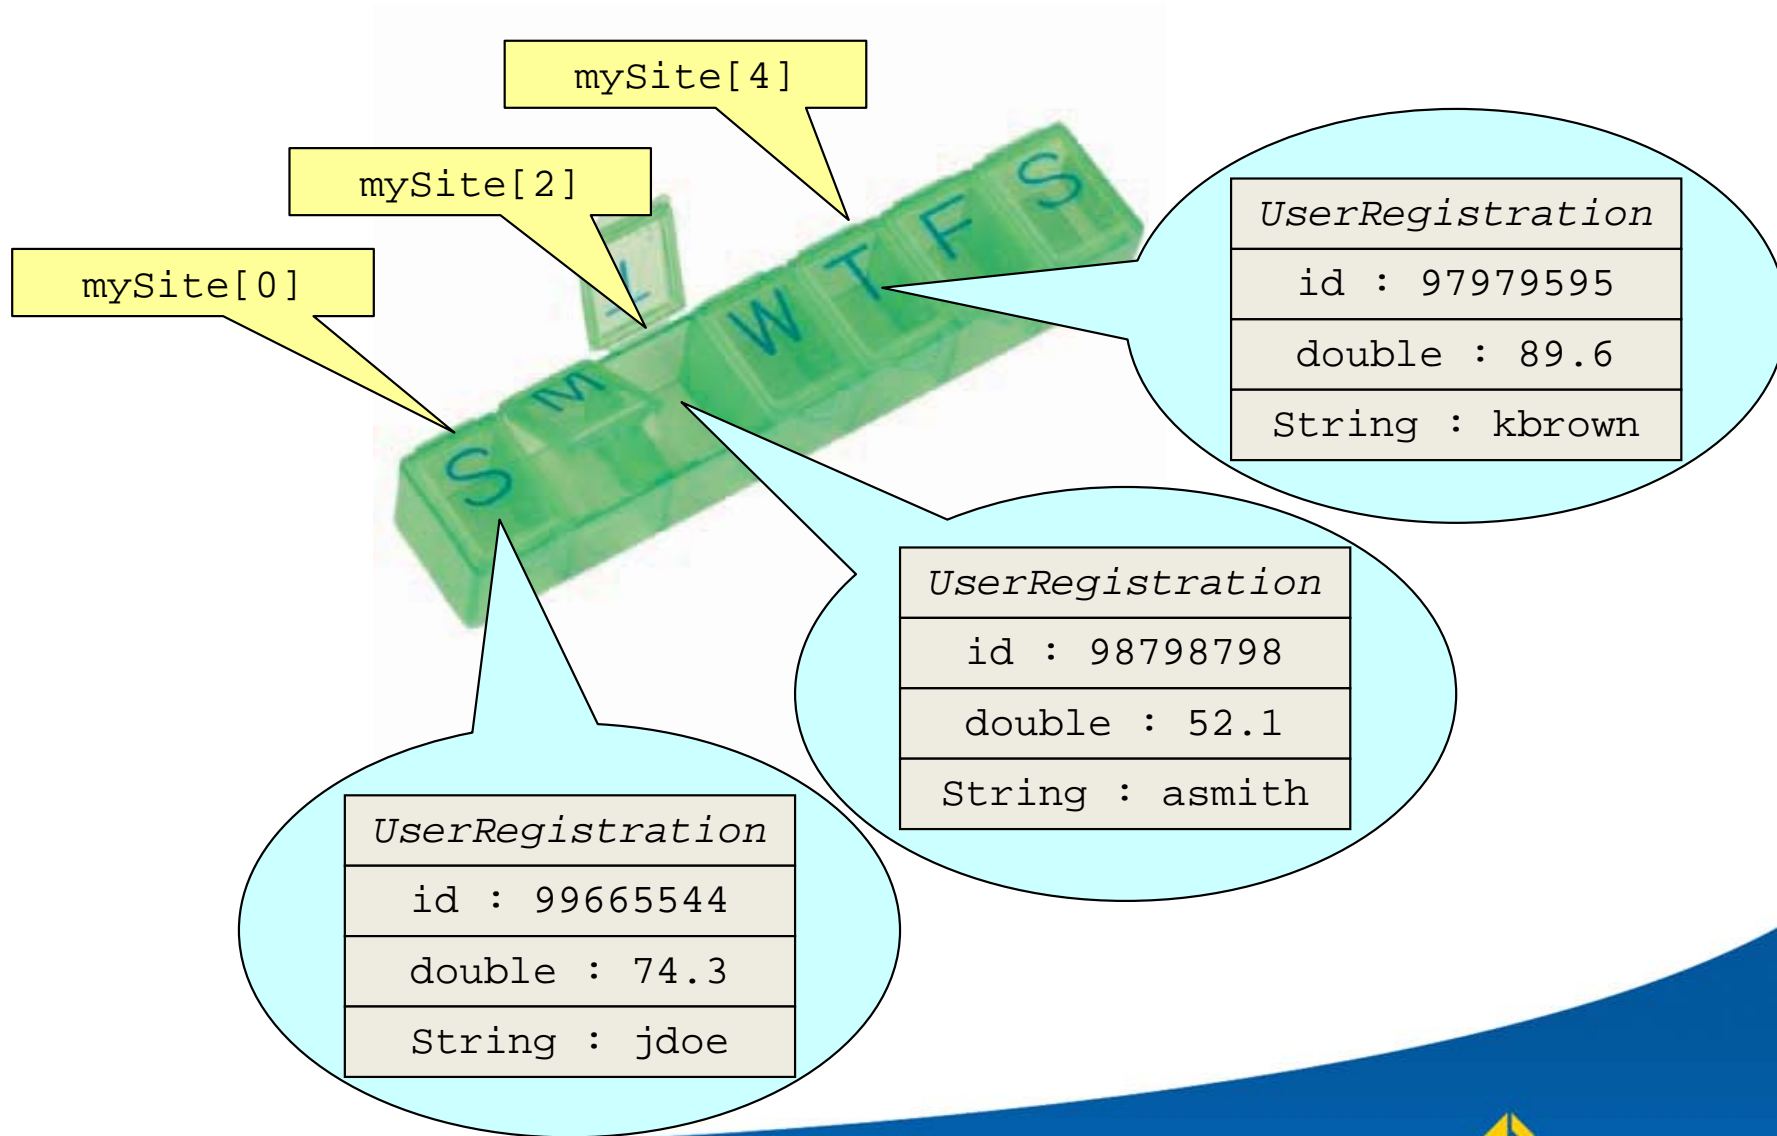 mySite[4]
mySite[2]
mySite[0]
S
M
T
W
T
F
S
UserRegistration
id : 97979595
double : 89.6
String : kbrown
UserRegistration
id : 98798798
double : 52.1
String : asmith
UserRegistration
id : 99665544
double : 74.3
String : jdoe